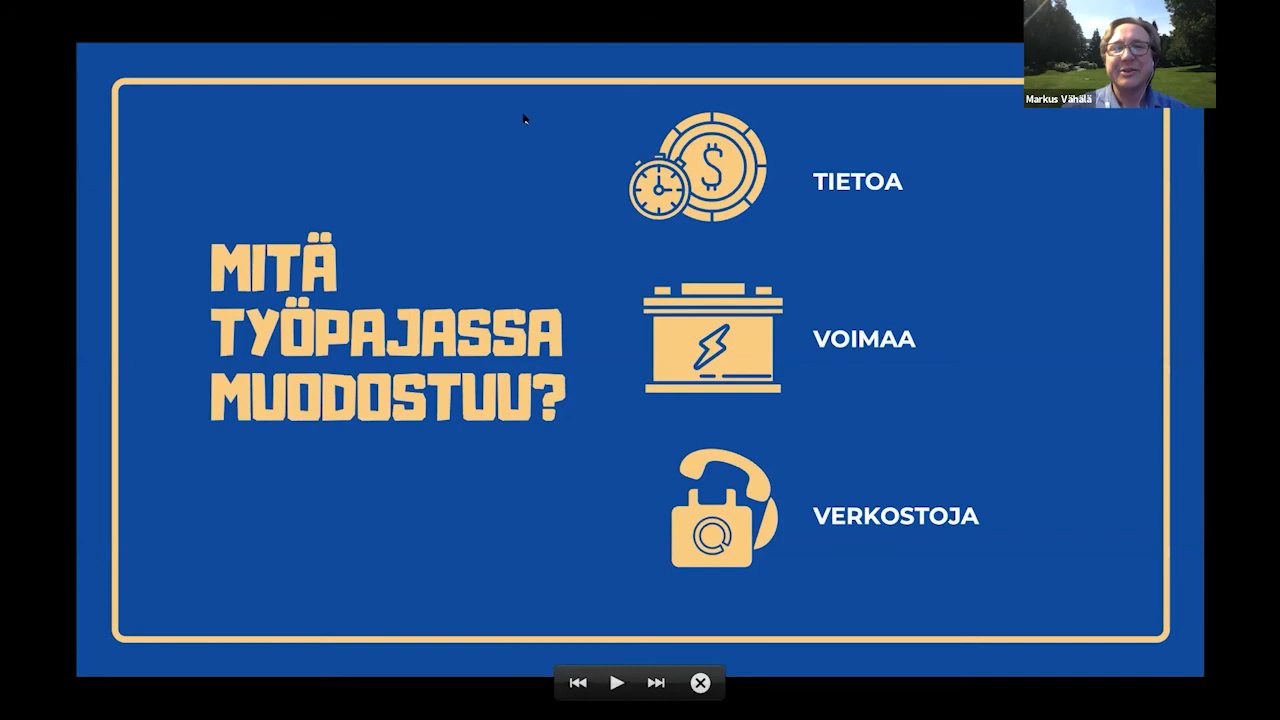 Markus Vähälä
MITÄ
TYÖPAJASSA
MUODOSTUU?
$
TIETOA
VOIMAA
VERKOSTOJA